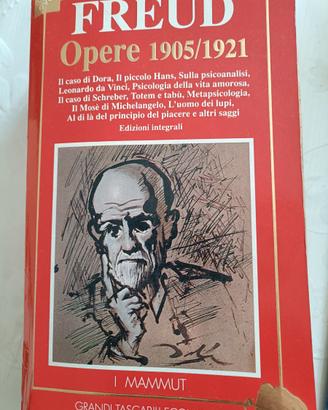 FREUD
Opere 1905/1921
Il caso di Dora, Il piccolo Hans, Sulla psicoanalisi,
Leonardo da Vinci, Psicologia della vita amorosa,
Il caso di Schreber, Totem e tabù, Metapsicologia,
Il Mosè di Michelangelo, L'uomo dei lupi,
Al di là del principio del piacere e altri saggi
Edizioni integrali
I MAMMUT
GRANDI TASCABILI